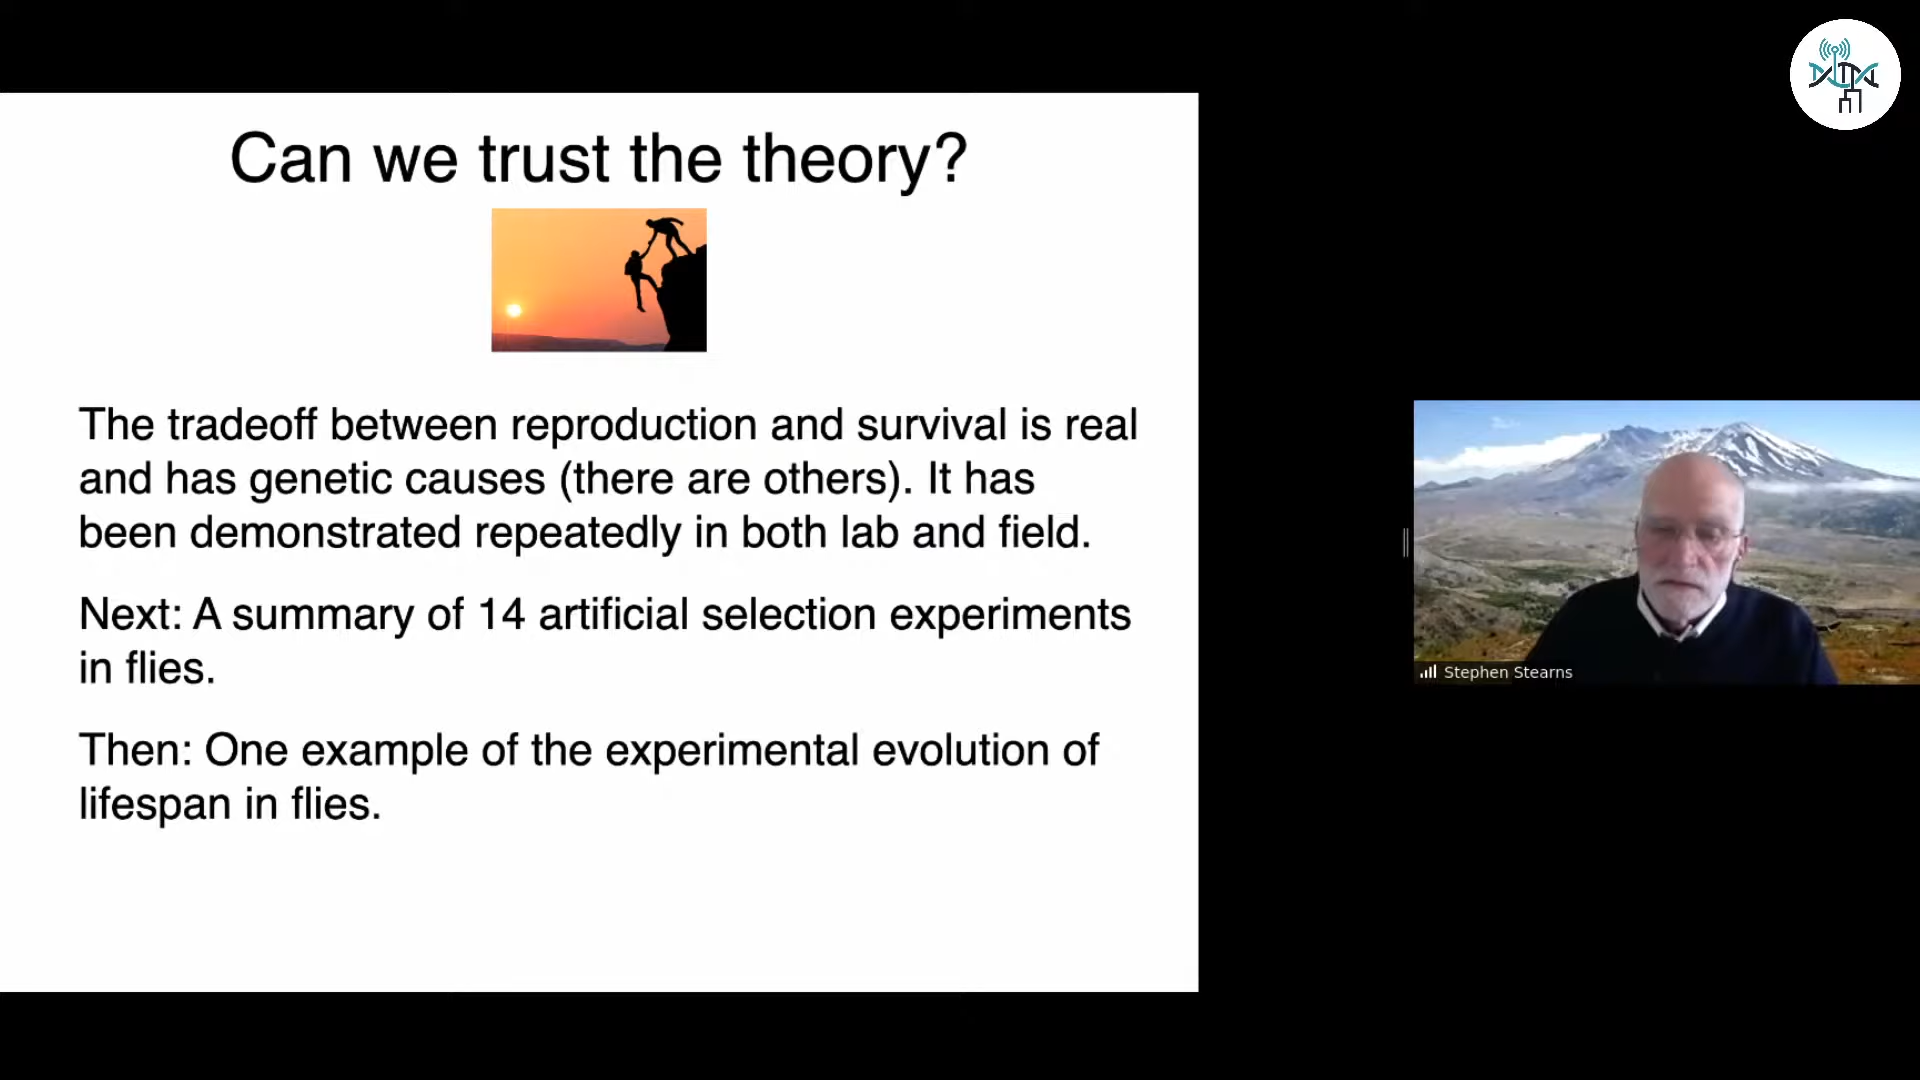 Can we trust the theory?
The tradeoff between reproduction and survival is real
and has genetic causes (there are others). It has
been demonstrated repeatedly in both lab and field.
Next: A summary of 14 artificial selection experiments
in flies.
Then: One example of the experimental evolution of
lifespan in flies.
Stephen Stearns